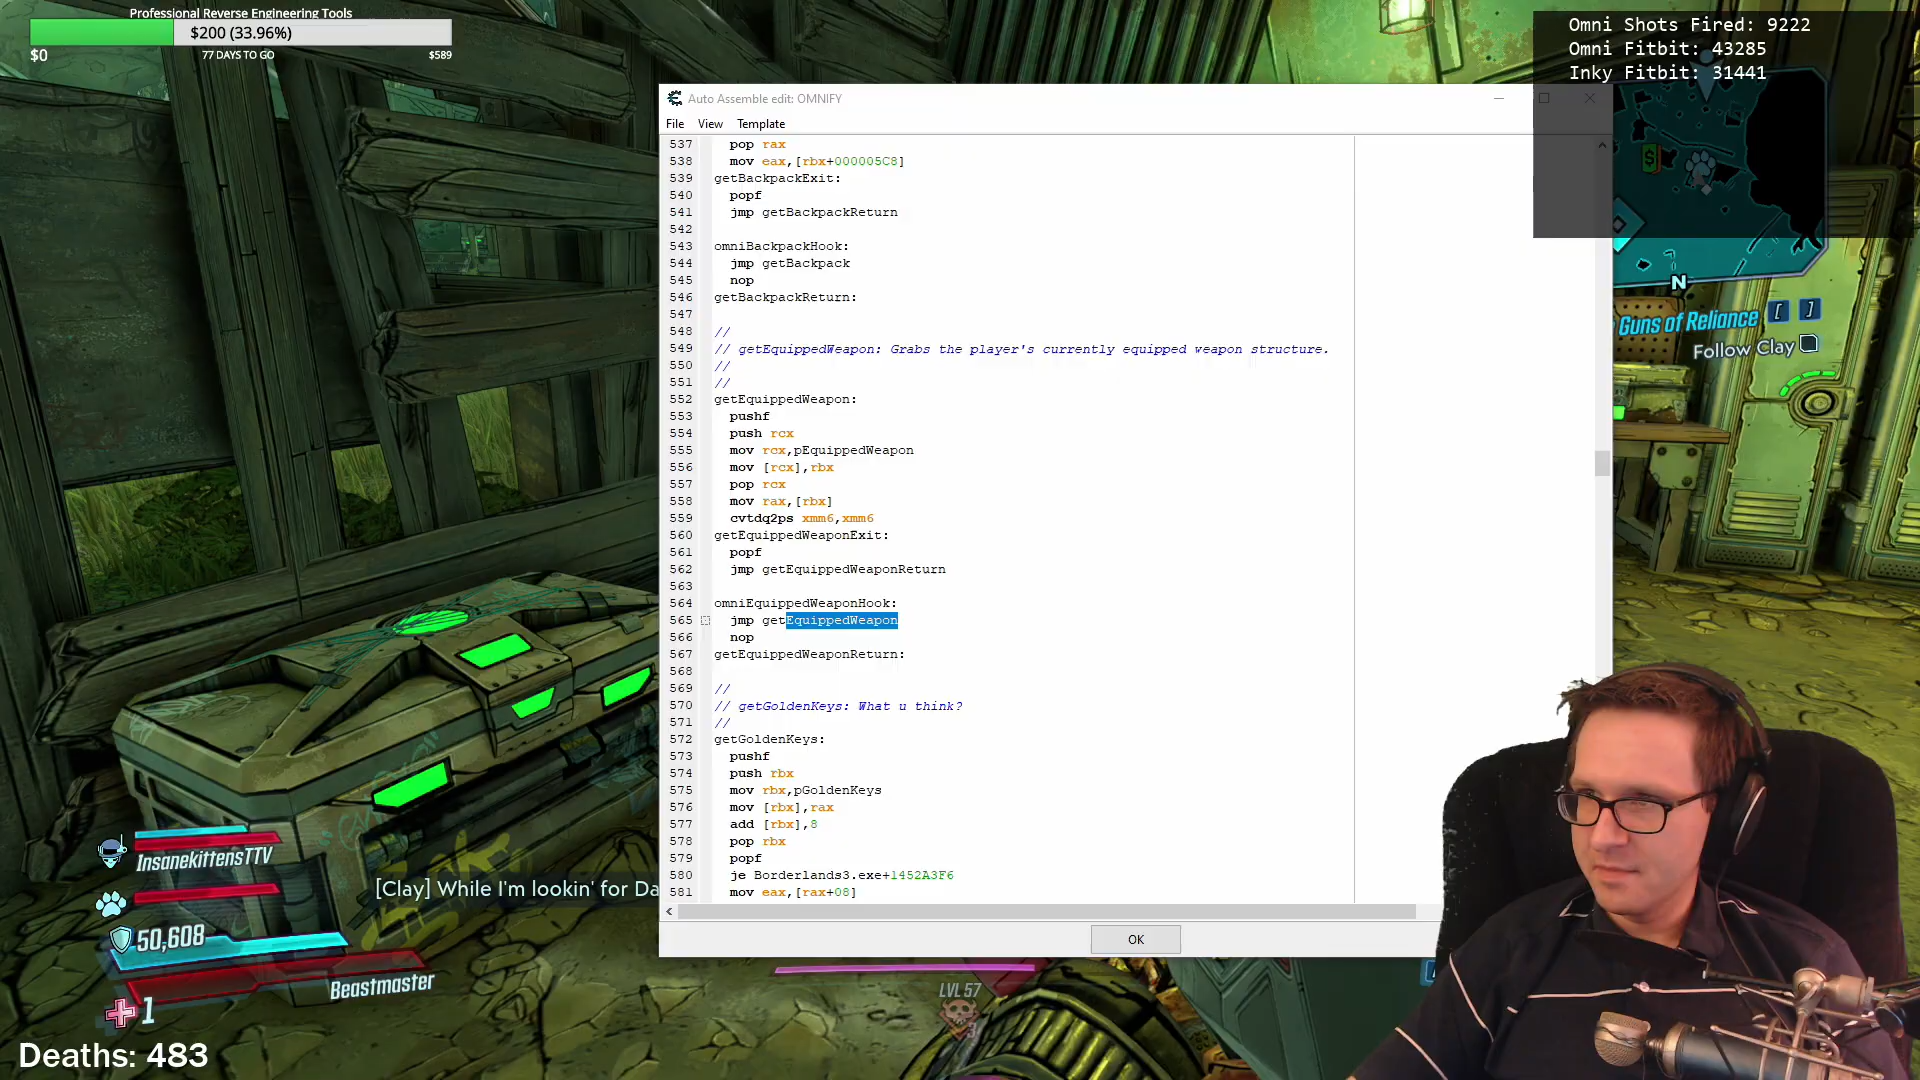 Professional Reverse Engineering Tools
$200 (33.96%)
$0
77 DAYS TO GO
$589
Omni Shots Fired: 9222
Omni Fitbit: 43285
Inky Fitbit: 31441
Auto Assemble edit: OMNIFY
File View Template
537 pop rax
538 mov eax,[rbx+000005C8]
539 getBackpackExit:
540 popf
541 jmp getBackpackReturn
542
543 omniBackpackHook:
544 jmp getBackpack
545 nop
546 getBackpackReturn:
547
548 //
549 // getEquippedWeapon: Grabs the player's currently equipped weapon structure.
550 //
551 //
552 getEquippedWeapon:
553 pushf
554 push rcx
555 mov rcx,pEquippedWeapon
556 mov [rcx],rbx
557 pop rcx
558 mov rax,[rbx]
559 cvtdq2ps xmm6,xmm6
560 getEquippedWeaponExit:
561 popf
562 jmp getEquippedWeaponReturn
563
564 omniEquippedWeaponHook:
565 jmp getEquippedWeapon
566 nop
567 getEquippedWeaponReturn:
568
569 //
570 // getGoldenKeys: What u think?
571 //
572 getGoldenKeys:
573 pushf
574 push rbx
575 mov rbx,pGoldenKeys
576 mov [rbx],rax
577 add [rbx],8
578 pop rbx
579 popf
580 je Borderlands3.exe+1452A3F6
581 mov eax,[rax+08]
OK
$
N
Guns of Reliance [ ]
Follow Clay
InsanekittensTTV
[Clay] While I'm lookin' for Da
50,608
Beastmaster
1
LVL 57
3
Deaths: 483